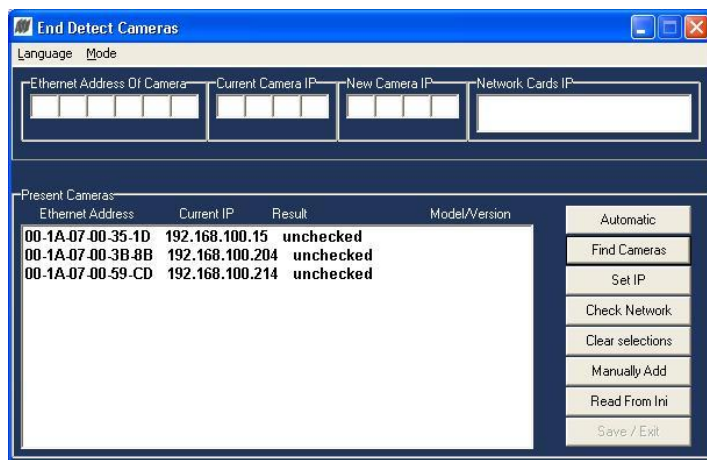 End Detect Cameras
Language Mode
Ethernet Address Of Camera Current Camera IP New Camera IP Network Cards IP
Present Cameras
Ethernet Address Current IP Result Model/Version
00-1A-07-00-35-1D 192.168.100.15 unchecked
00-1A-07-00-3B-8B 192.168.100.204 unchecked
00-1A-07-00-59-CD 192.168.100.214 unchecked
Automatic
Find Cameras
Set IP
Check Network
Clear selections
Manually Add
Read From Ini
Save / Exit